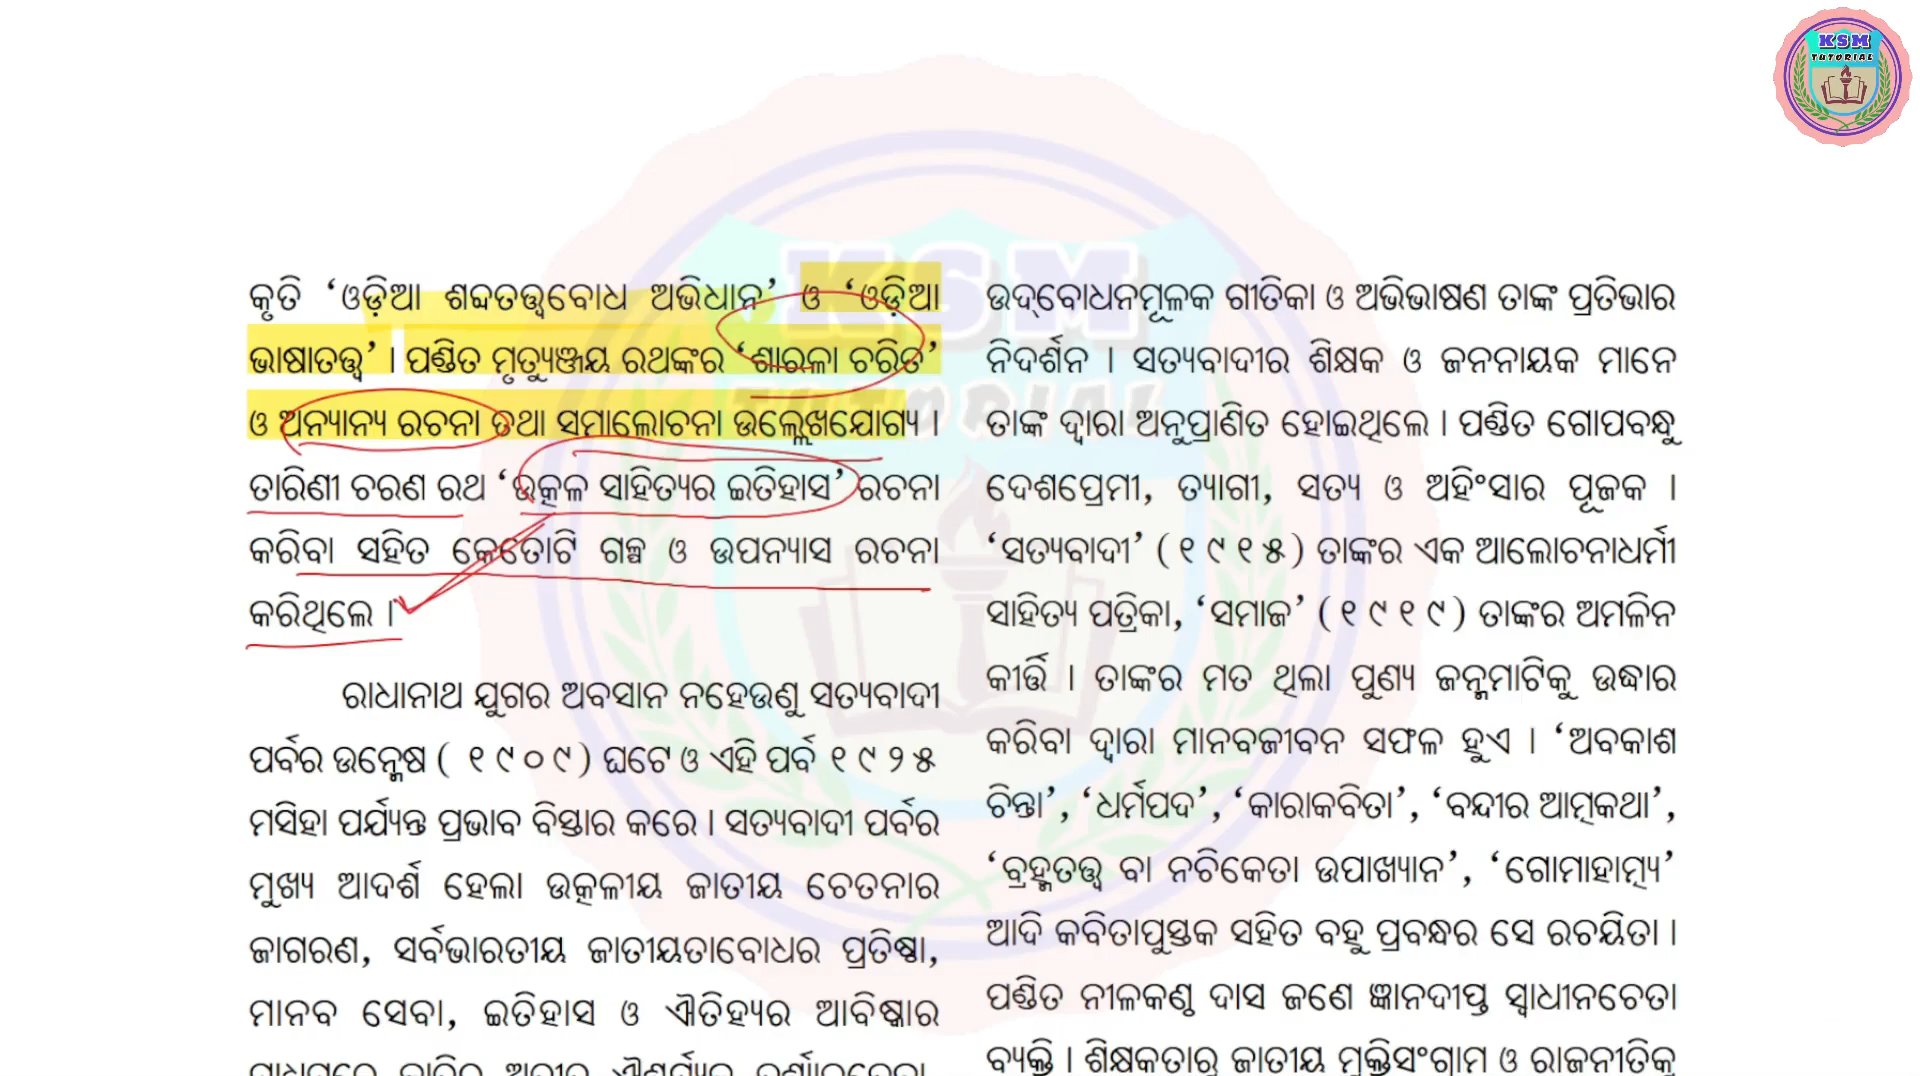 KSM
TUTORIAL
କୃତି ‘ଓଡ଼ିଆ ଶବ୍ଦତତ୍ତ୍ୱବୋଧ ଅଭିଧାନ’ ଓ ‘ଓଡ଼ିଆ
ଭାଷାତତ୍ତ୍ୱ’ । ପଣ୍ଡିତ ମୃତ୍ୟୁଞ୍ଜୟ ରଥଙ୍କର ‘ଶାରଳା ଚରିତ’
ଓ ଅନ୍ୟାନ୍ୟ ରଚନା ତଥା ସମାଲୋଚନା ଉଲ୍ଲେଖଯୋଗ୍ୟ ।
ତାରିଣୀ ଚରଣ ରଥ ‘ଉତ୍କଳ ସାହିତ୍ୟର ଇତିହାସ’ ରଚନା
କରିବା ସହିତ କେତୋଟି ଗଳ୍ପ ଓ ଉପନ୍ୟାସ ରଚନା
କରିଥିଲେ ।
ରାଧାନାଥ ଯୁଗର ଅବସାନ ନହେଉଣୁ ସତ୍ୟବାଦୀ
ପର୍ବର ଉନ୍ମେଷ ( ୧୯୦୯) ଘଟେ ଓ ଏହି ପର୍ବ ୧୯୨୫
ମସିହା ପର୍ଯ୍ୟନ୍ତ ପ୍ରଭାବ ବିସ୍ତାର କରେ । ସତ୍ୟବାଦୀ ପର୍ବର
ମୁଖ୍ୟ ଆଦର୍ଶ ହେଲା ଉତ୍କଳୀୟ ଜାତୀୟ ଚେତନାର
ଜାଗରଣ, ସର୍ବଭାରତୀୟ ଜାତୀୟତାବୋଧର ପ୍ରତିଷ୍ଠା,
ମାନବ ସେବା, ଇତିହାସ ଓ ଐତିହ୍ୟର ଆବିଷ୍କାର
ଉଦ୍‌ବୋଧନମୂଳକ ଗୀତିକା ଓ ଅଭିଭାଷଣ ତାଙ୍କ ପ୍ରତିଭାର
ନିଦର୍ଶନ । ସତ୍ୟବାଦୀର ଶିକ୍ଷକ ଓ ଜନନାୟକ ମାନେ
ତାଙ୍କ ଦ୍ୱାରା ଅନୁପ୍ରାଣିତ ହୋଇଥିଲେ । ପଣ୍ଡିତ ଗୋପବନ୍ଧୁ
ଦେଶପ୍ରେମୀ, ତ୍ୟାଗୀ, ସତ୍ୟ ଓ ଅହିଂସାର ପୂଜକ ।
‘ସତ୍ୟବାଦୀ’ (୧୯୧୫) ତାଙ୍କର ଏକ ଆଲୋଚନାଧର୍ମୀ
ସାହିତ୍ୟ ପତ୍ରିକା, ‘ସମାଜ’ (୧୯୧୯) ତାଙ୍କର ଅମଳିନ
କୀର୍ତ୍ତି । ତାଙ୍କର ମତ ଥିଲା ପୁଣ୍ୟ ଜନ୍ମମାଟିକୁ ଉଦ୍ଧାର
କରିବା ଦ୍ୱାରା ମାନବଜୀବନ ସଫଳ ହୁଏ । ‘ଅବକାଶ
ଚିନ୍ତା’, ‘ଧର୍ମପଦ’, ‘କାରାକବିତା’, ‘ବନ୍ଦୀର ଆତ୍ମକଥା’,
‘ବ୍ରହ୍ମତତ୍ତ୍ୱ ବା ନଚିକେତା ଉପାଖ୍ୟାନ’, ‘ଗୋମାହାତ୍ମ୍ୟ’
ଆଦି କବିତାପୁସ୍ତକ ସହିତ ବହୁ ପ୍ରବନ୍ଧର ସେ ରଚୟିତା ।
ପଣ୍ଡିତ ନୀଳକଣ୍ଠ ଦାସ ଜଣେ ଜ୍ଞାନଦୀପ୍ତ ସ୍ୱାଧୀନଚେତା
ବ୍ୟକ୍ତି । ଶିକ୍ଷକତାରୁ ଜାତୀୟ ମୁକ୍ତିସଂଗ୍ରାମ ଓ ରାଜନୀତିକୁ